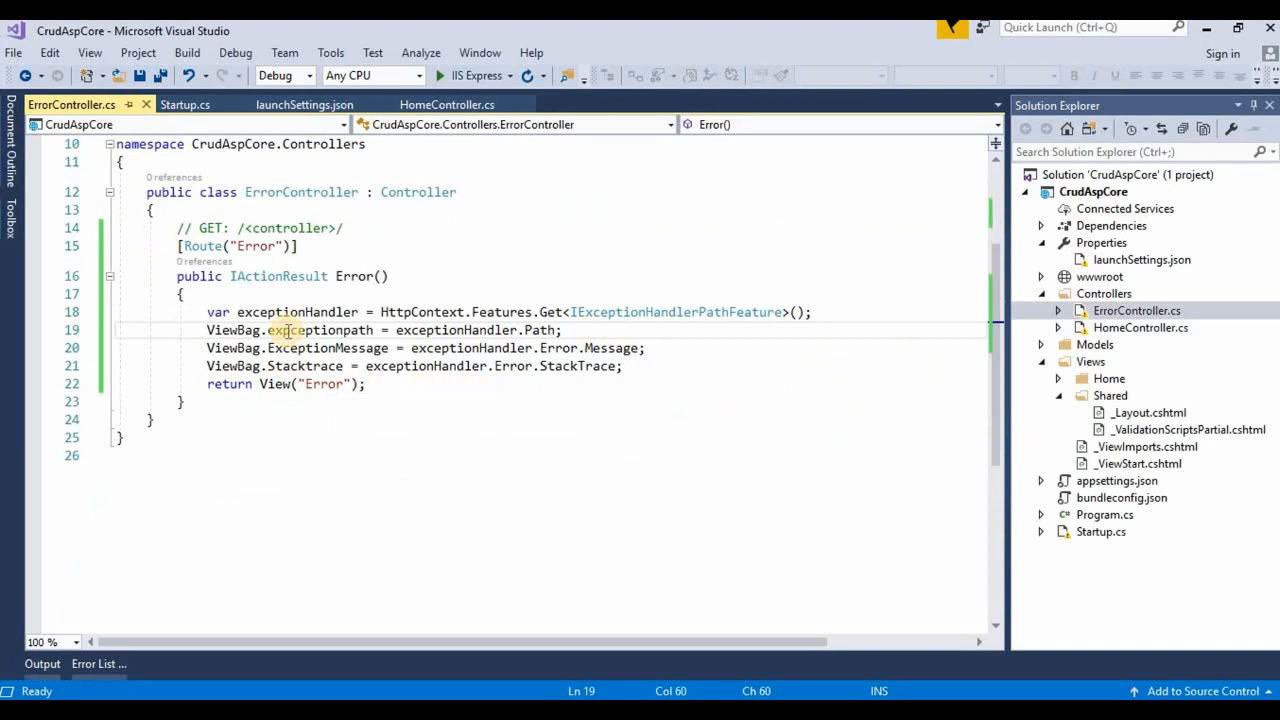 CrudAspCore - Microsoft Visual Studio
Quick Launch (Ctrl+Q)
File Edit View Project Build Debug Team Tools Test Analyze Window Help
Sign in
Debug Any CPU IIS Express
Document Outline
Toolbox
ErrorController.cs Startup.cs launchSettings.json HomeController.cs
CrudAspCore CrudAspCore.Controllers.ErrorController Error()
10 namespace CrudAspCore.Controllers
11 {
0 references
12 public class ErrorController : Controller
13 {
14 // GET: /<controller>/
15 [Route("Error")]
0 references
16 public IActionResult Error()
17 {
18 var exceptionHandler = HttpContext.Features.Get<IExceptionHandlerPathFeature>();
19 ViewBag.exceptionpath = exceptionHandler.Path;
20 ViewBag.ExceptionMessage = exceptionHandler.Error.Message;
21 ViewBag.Stacktrace = exceptionHandler.Error.StackTrace;
22 return View("Error");
23 }
24 }
25 }
26
100 %
Solution Explorer
Search Solution Explorer (Ctrl+;)
Solution 'CrudAspCore' (1 project)
CrudAspCore
Connected Services
Dependencies
Properties
launchSettings.json
wwwroot
Controllers
ErrorController.cs
HomeController.cs
Models
Views
Home
Shared
_Layout.cshtml
_ValidationScriptsPartial.cshtml
_ViewImports.cshtml
_ViewStart.cshtml
appsettings.json
bundleconfig.json
Program.cs
Startup.cs
Output Error List ...
Ready Ln 19 Col 60 Ch 60 INS Add to Source Control